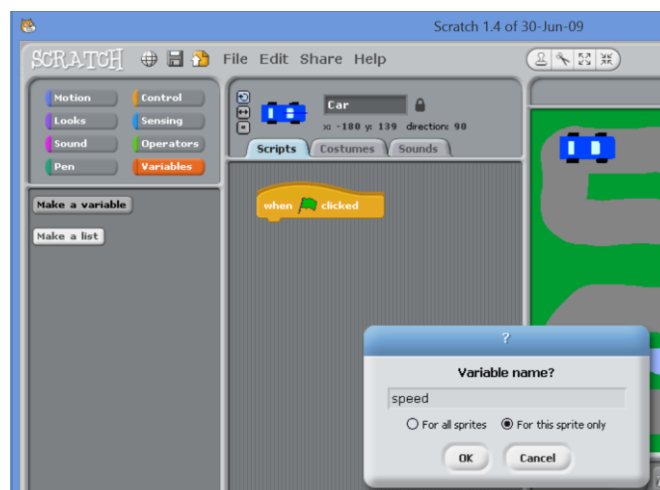 Scratch 1.4 of 30-Jun-09
SCRATCH File Edit Share Help
Motion Control
Looks Sensing
Sound Operators
Pen Variables
Car
x: -180 y: 139 direction: 90
Scripts Costumes Sounds
Make a variable
Make a list
when clicked
?
Variable name?
speed
For all sprites For this sprite only
OK Cancel